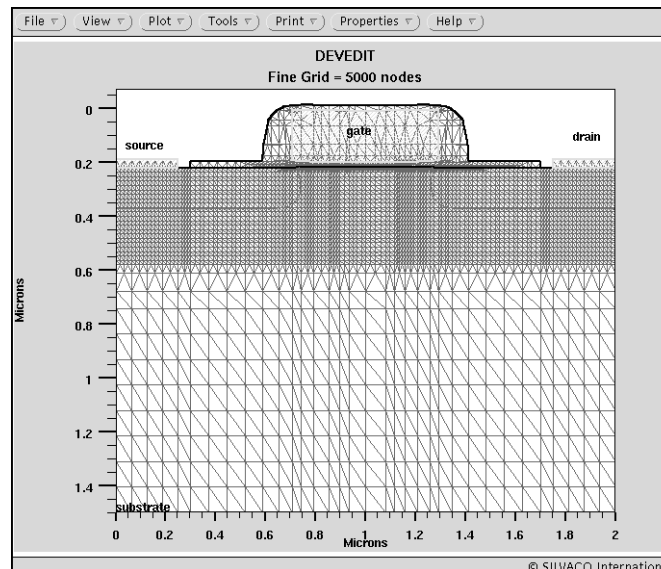 File View Plot Tools Print Properties Help
DEVEDIT
Fine Grid = 5000 nodes
source
gate
drain
substrate
Microns
0
0.2
0.4
0.6
0.8
1
1.2
1.4
0 0.2 0.4 0.6 0.8 1 1.2 1.4 1.6 1.8 2
Microns
© SILVACO Internation